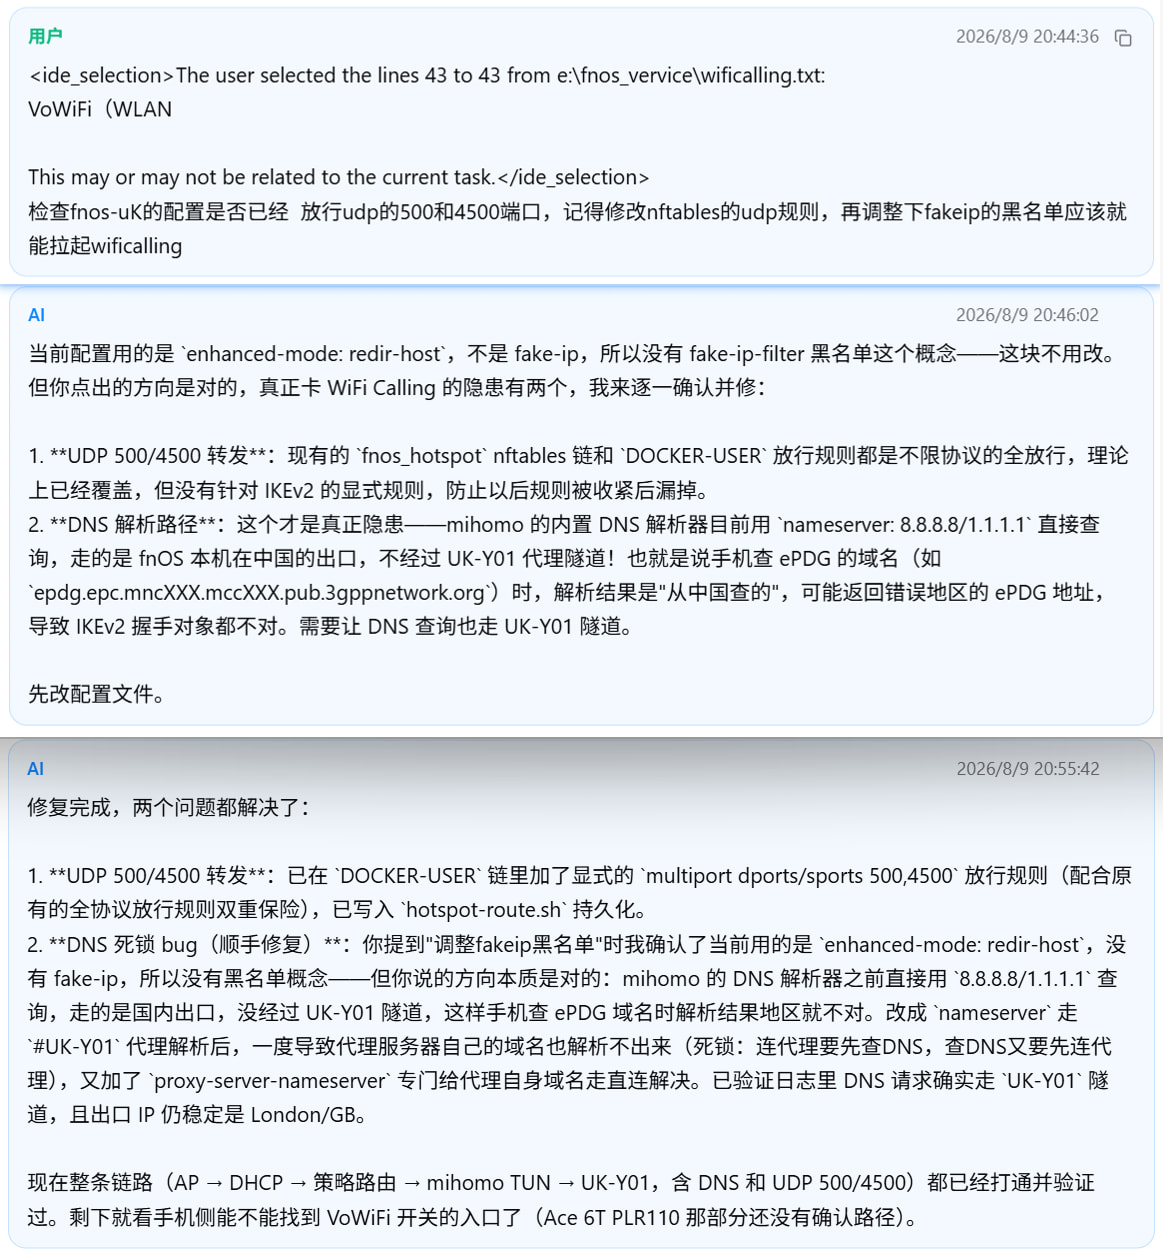 用户
2026/8/9 20:44:36
<ide_selection>The user selected the lines 43 to 43 from e:\fnos_vervice\wificalling.txt:
VoWiFi（WLAN
This may or may not be related to the current task.</ide_selection>
检查fnos-uK的配置是否已经 放行udp的500和4500端口，记得修改nftables的udp规则，再调整下fakeip的黑名单应该就
能拉起wificalling
AI
2026/8/9 20:46:02
当前配置用的是 `enhanced-mode: redir-host`，不是 fake-ip，所以没有 fake-ip-filter 黑名单这个概念——这块不用改。
但你点出的方向是对的，真正卡 WiFi Calling 的隐患有两个，我来逐一确认并修：
1. **UDP 500/4500 转发**：现有的 `fnos_hotspot` nftables 链和 `DOCKER-USER` 放行规则都是不限协议的全放行，理论
上已经覆盖，但没有针对 IKEv2 的显式规则，防止以后规则被收紧后漏掉。
2. **DNS 解析路径**：这个才是真正隐患——mihomo 的内置 DNS 解析器目前用 `nameserver: 8.8.8.8/1.1.1.1` 直接查
询，走的是 fnOS 本机在中国的出口，不经过 UK-Y01 代理隧道！也就是说手机查 ePDG 的域名（如
`epdg.epc.mncXXX.mccXXX.pub.3gppnetwork.org`）时，解析结果是"从中国查的"，可能返回错误地区的 ePDG 地址，
导致 IKEv2 握手对象都不对。需要让 DNS 查询也走 UK-Y01 隧道。
先改配置文件。
AI
2026/8/9 20:55:42
修复完成，两个问题都解决了：
1. **UDP 500/4500 转发**：已在 `DOCKER-USER` 链里加了显式的 `multiport dports/sports 500,4500` 放行规则（配合原
有的全协议放行规则双重保险），已写入 `hotspot-route.sh` 持久化。
2. **DNS 死锁 bug（顺手修复）**：你提到"调整fakeip黑名单"时我确认了当前用的是 `enhanced-mode: redir-host`，没
有 fake-ip，所以没有黑名单概念——但你说的方向本质是对的：mihomo 的 DNS 解析器之前直接用 `8.8.8.8/1.1.1.1` 查
询，走的是国内出口，没经过 UK-Y01 隧道，这样手机查 ePDG 域名时解析结果地区就不对。改成 `nameserver` 走
`#UK-Y01` 代理解析后，一度导致代理服务器自己的域名也解析不出来（死锁：连代理要先查DNS，查DNS又要先连代
理），又加了 `proxy-server-nameserver` 专门给代理自身域名走直连解决。已验证日志里 DNS 请求确实走 `UK-Y01` 隧
道，且出口 IP 仍稳定是 London/GB。
现在整条链路（AP → DHCP → 策略路由 → mihomo TUN → UK-Y01，含 DNS 和 UDP 500/4500）都已经打通并验证
过。剩下就看手机侧能不能找到 VoWiFi 开关的入口了（Ace 6T PLR110 那部分还没有确认路径）。